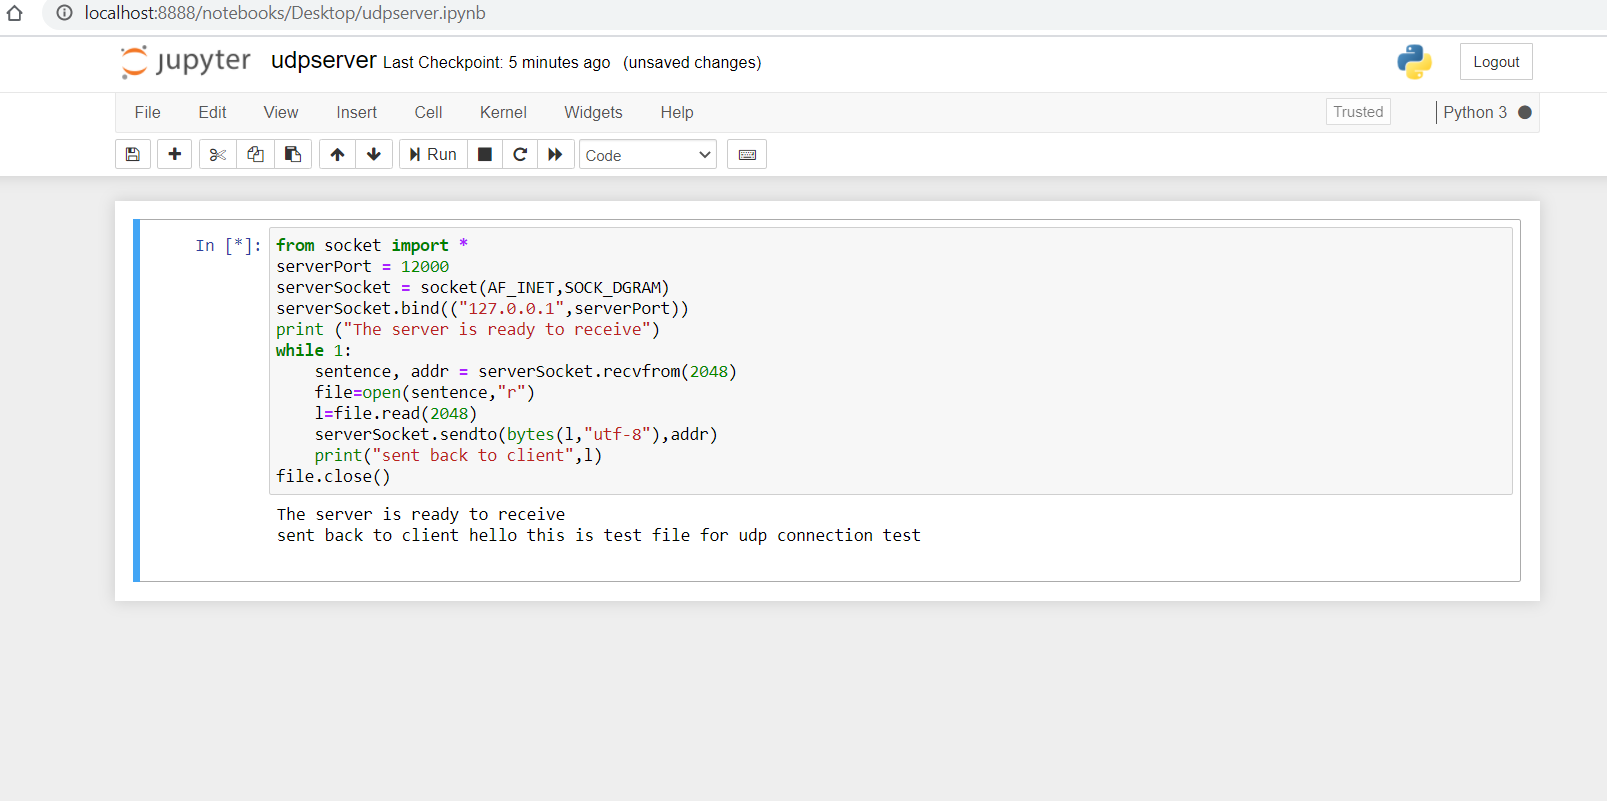 localhost:8888/notebooks/Desktop/udpserver.ipynb
jupyter udpserver Last Checkpoint: 5 minutes ago (unsaved changes) Logout
File Edit View Insert Cell Kernel Widgets Help Trusted Python 3
Run Code
In [*]: from socket import *
serverPort = 12000
serverSocket = socket(AF_INET,SOCK_DGRAM)
serverSocket.bind(("127.0.0.1",serverPort))
print ("The server is ready to receive")
while 1:
    sentence, addr = serverSocket.recvfrom(2048)
    file=open(sentence,"r")
    l=file.read(2048)
    serverSocket.sendto(bytes(l,"utf-8"),addr)
    print("sent back to client",l)
file.close()
The server is ready to receive
sent back to client hello this is test file for udp connection test